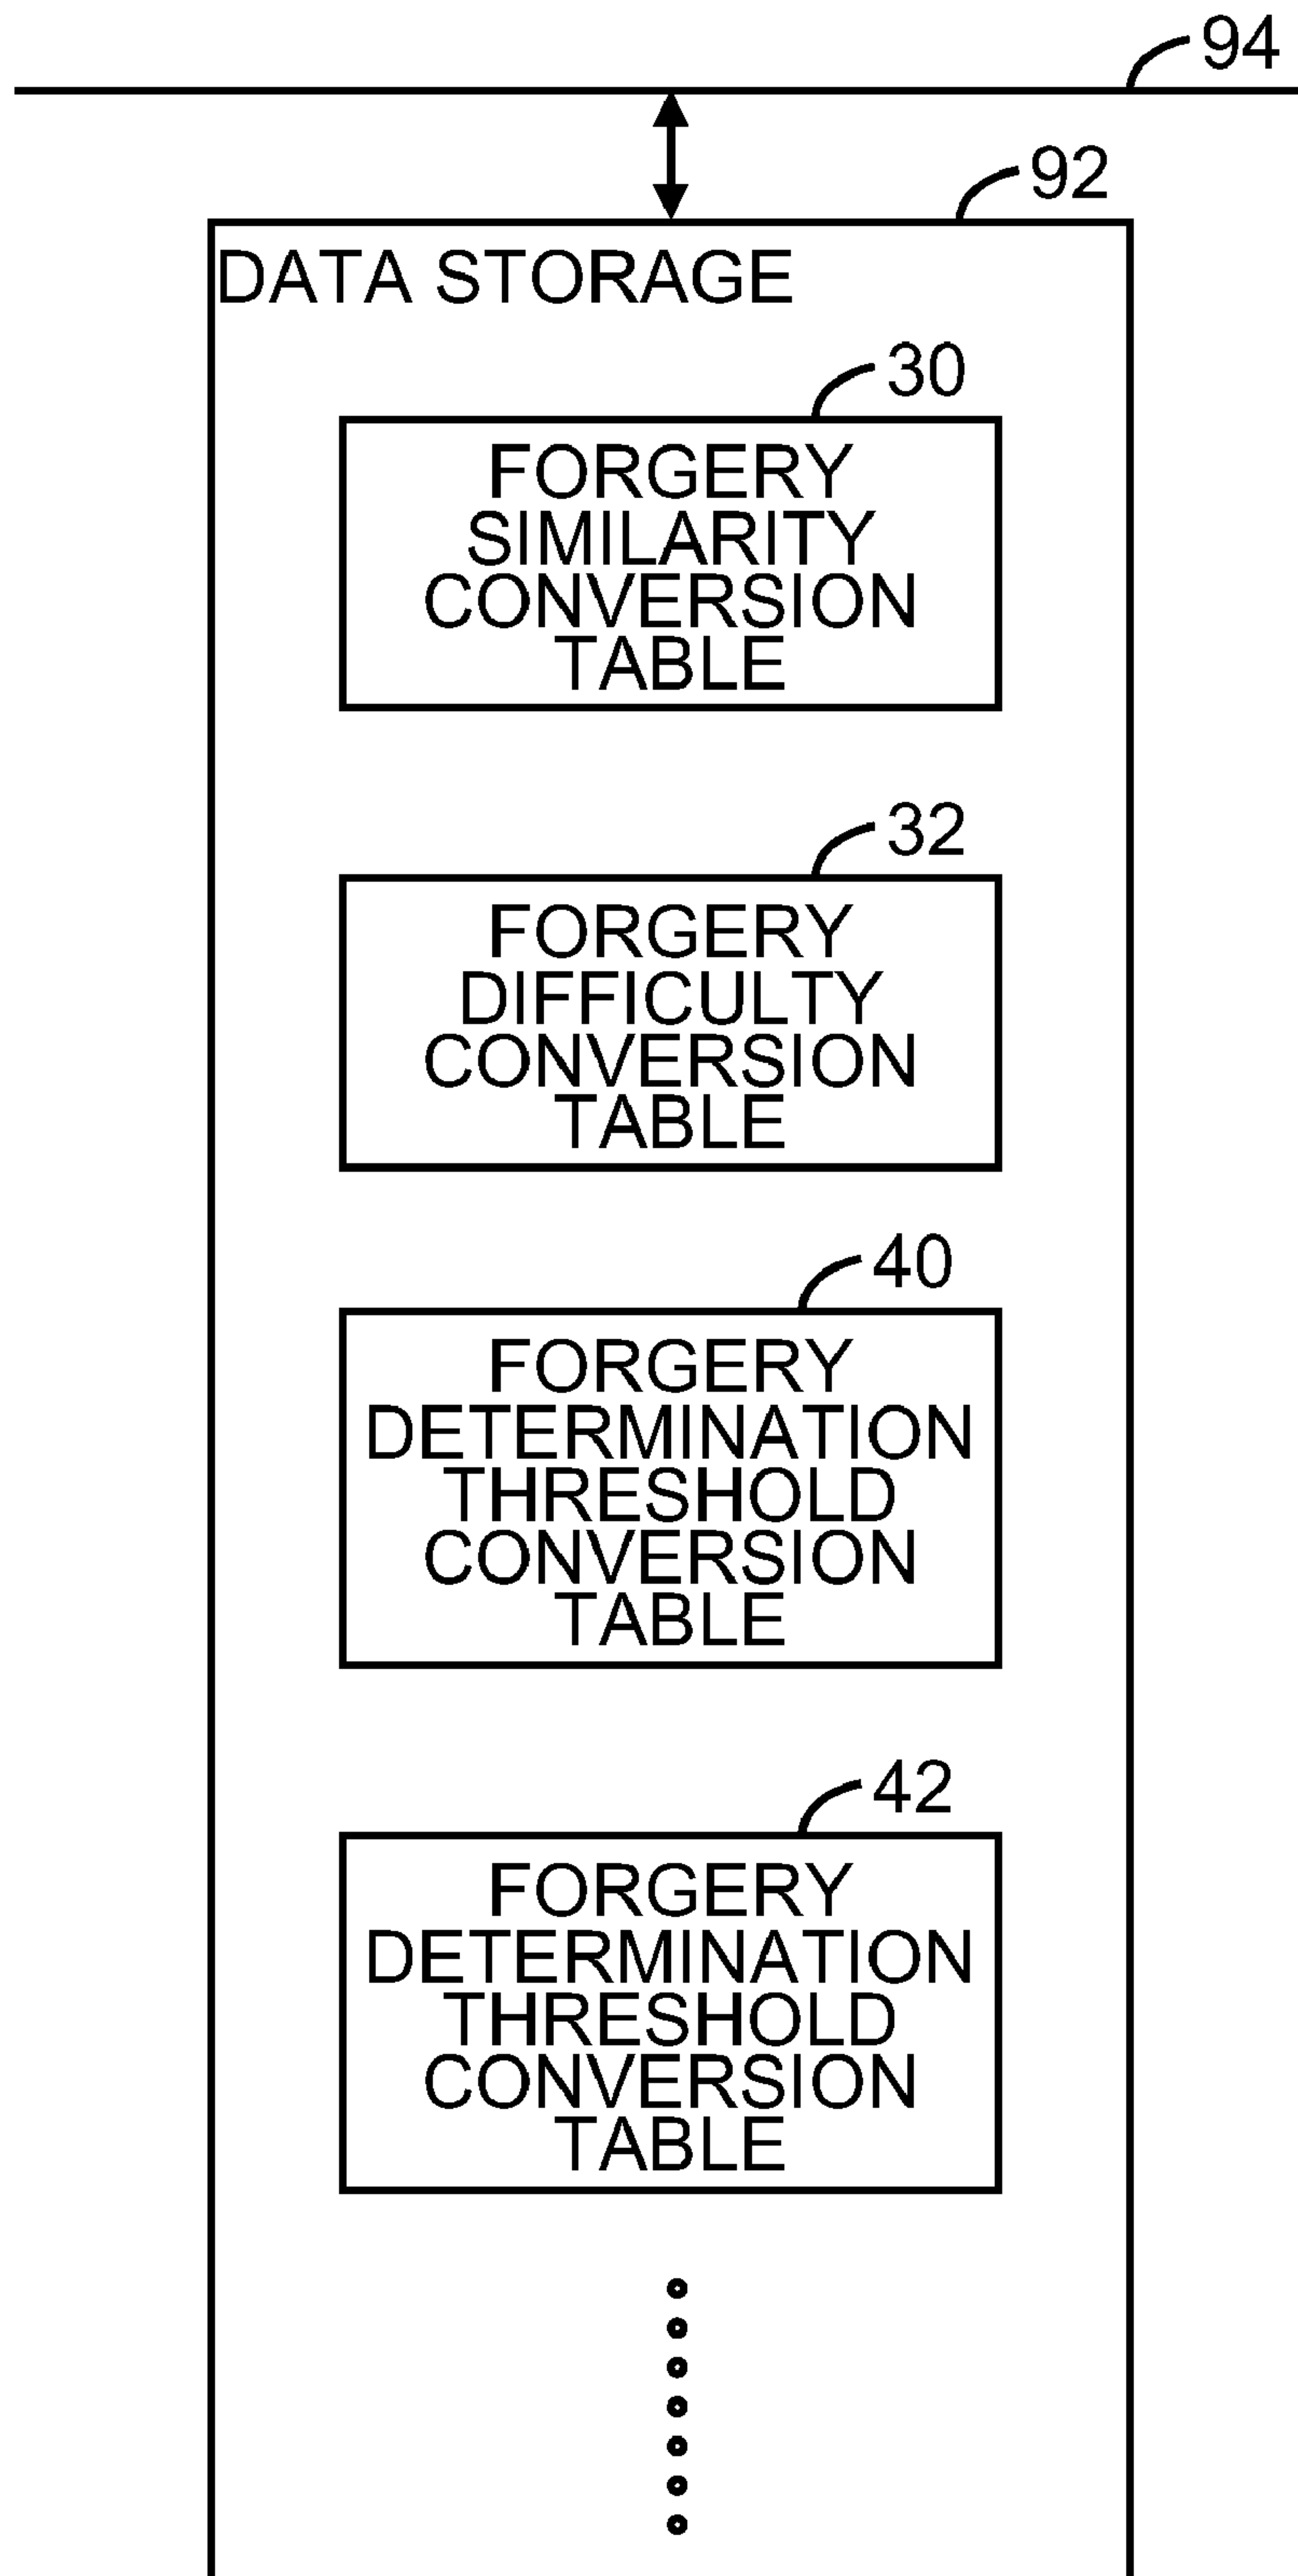 94
92
DATA STORAGE
30
FORGERY
SIMILARITY
CONVERSION
TABLE
32
FORGERY
DIFFICULTY
CONVERSION
TABLE
40
FORGERY
DETERMINATION
THRESHOLD
CONVERSION
TABLE
42
FORGERY
DETERMINATION
THRESHOLD
CONVERSION
TABLE